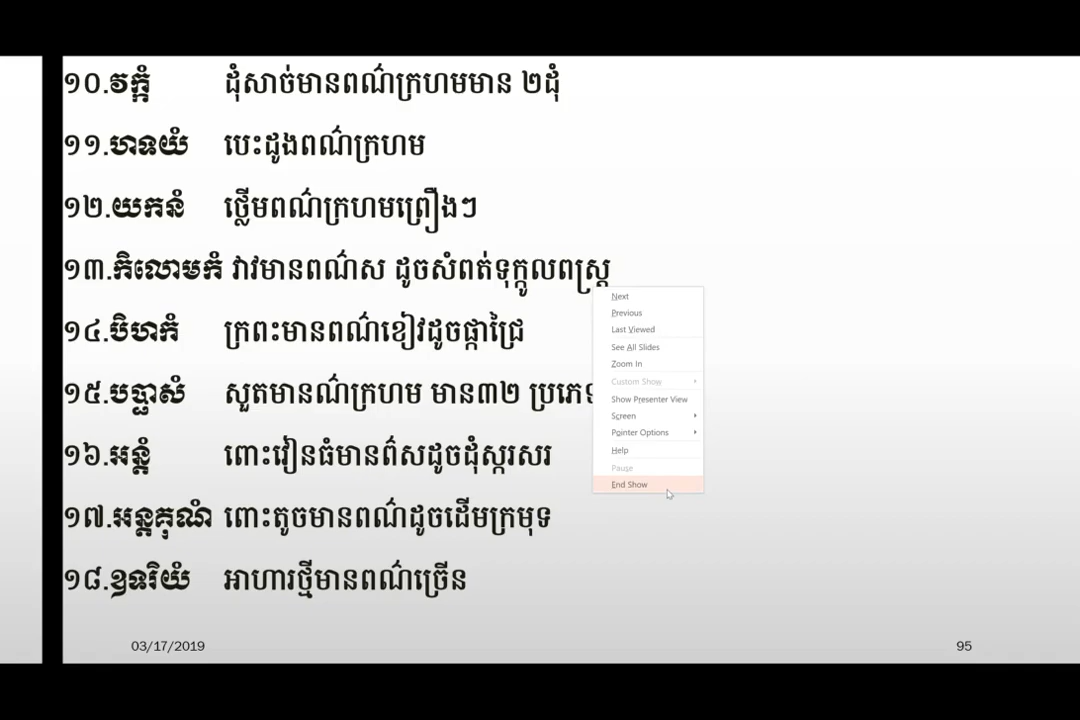 ១០.វក្កំ ដុំសាច់មានពណ៌ក្រហមមាន ២ដុំ
១១.ហទយំ បេះដូងពណ៌ក្រហម
១២.យកនំ ថ្លើមពណ៌ក្រហមព្រឿងៗ
១៣.កិលោមកំ វាវមានពណ៌ស ដូចសំពត់ទុក្កូលពស្ត្រ
១៤.បិហកំ ក្រពះមានពណ៌ខៀវដូចផ្កាជ្រៃ
១៥.បប្ផាសំ សួតមានណ៌ក្រហម មាន៣២ ប្រភេទ
១៦.អន្តំ ពោះវៀនធំមានព៌សដូចដុំស្ករសរ
១៧.អន្តគុណំ ពោះតូចមានពណ៌ដូចដើមក្រមុទ
១៨.ឧទរិយំ អាហារថ្មីមានពណ៌ច្រើន
Next
Previous
Last Viewed
See All Slides
Zoom In
Custom Show
Show Presenter View
Screen
Pointer Options
Help
Pause
End Show
03/17/2019 95